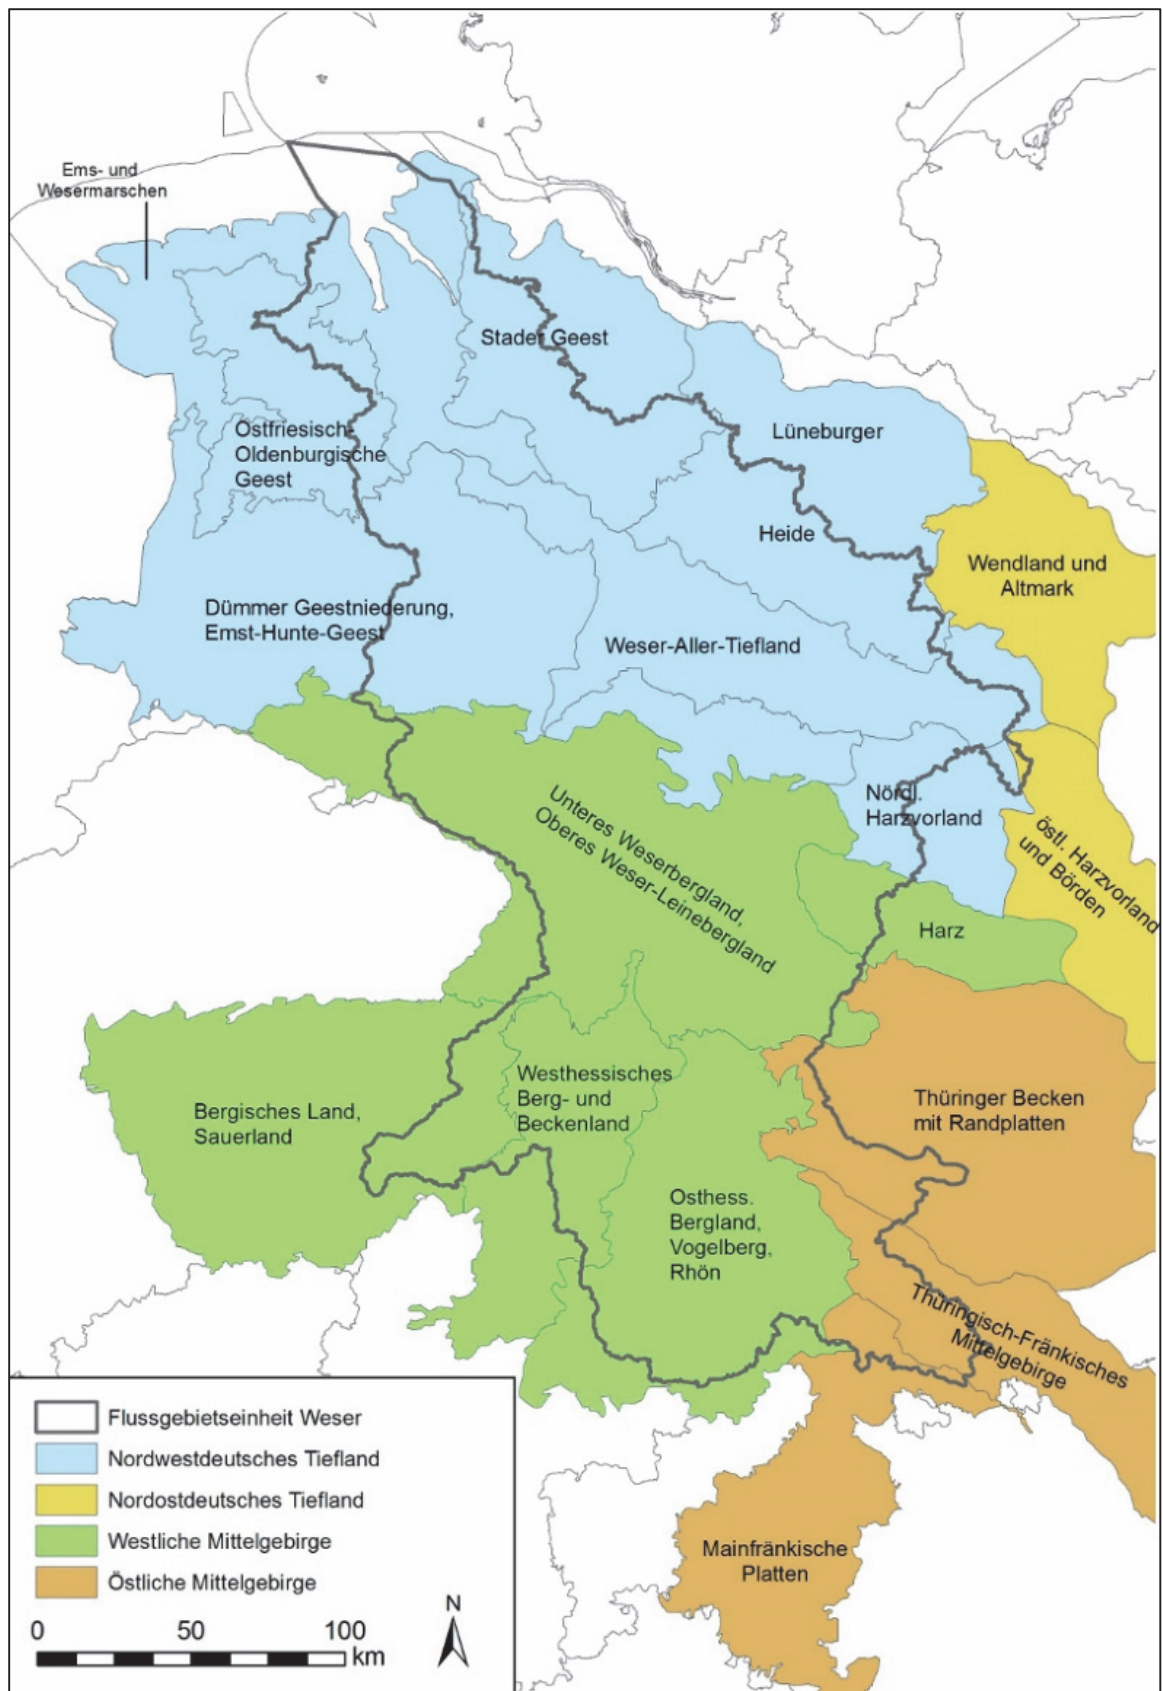 Ems- und
Wesermarschen
Stader Geest
Ostfriesisch-
Oldenburgische
Geest
Lüneburger
Heide
Wendland und
Altmark
Dümmer Geestniederung,
Emst-Hunte-Geest
Weser-Aller-Tiefland
Nördl.
Harzvorland
Unteres Weserbergland,
Oberes Weser-Leinebergland
östl. Harzvorland
und Börden
Harz
Westhessisches
Berg- und
Beckenland
Bergisches Land,
Sauerland
Thüringer Becken
mit Randplatten
Osthess.
Bergland,
Vogelberg,
Rhön
Thüringisch-Fränkisches
Mittelgebirge
Mainfränkische
Platten
Flussgebietseinheit Weser
Nordwestdeutsches Tiefland
Nordostdeutsches Tiefland
Westliche Mittelgebirge
Östliche Mittelgebirge
0 50 100
km
N